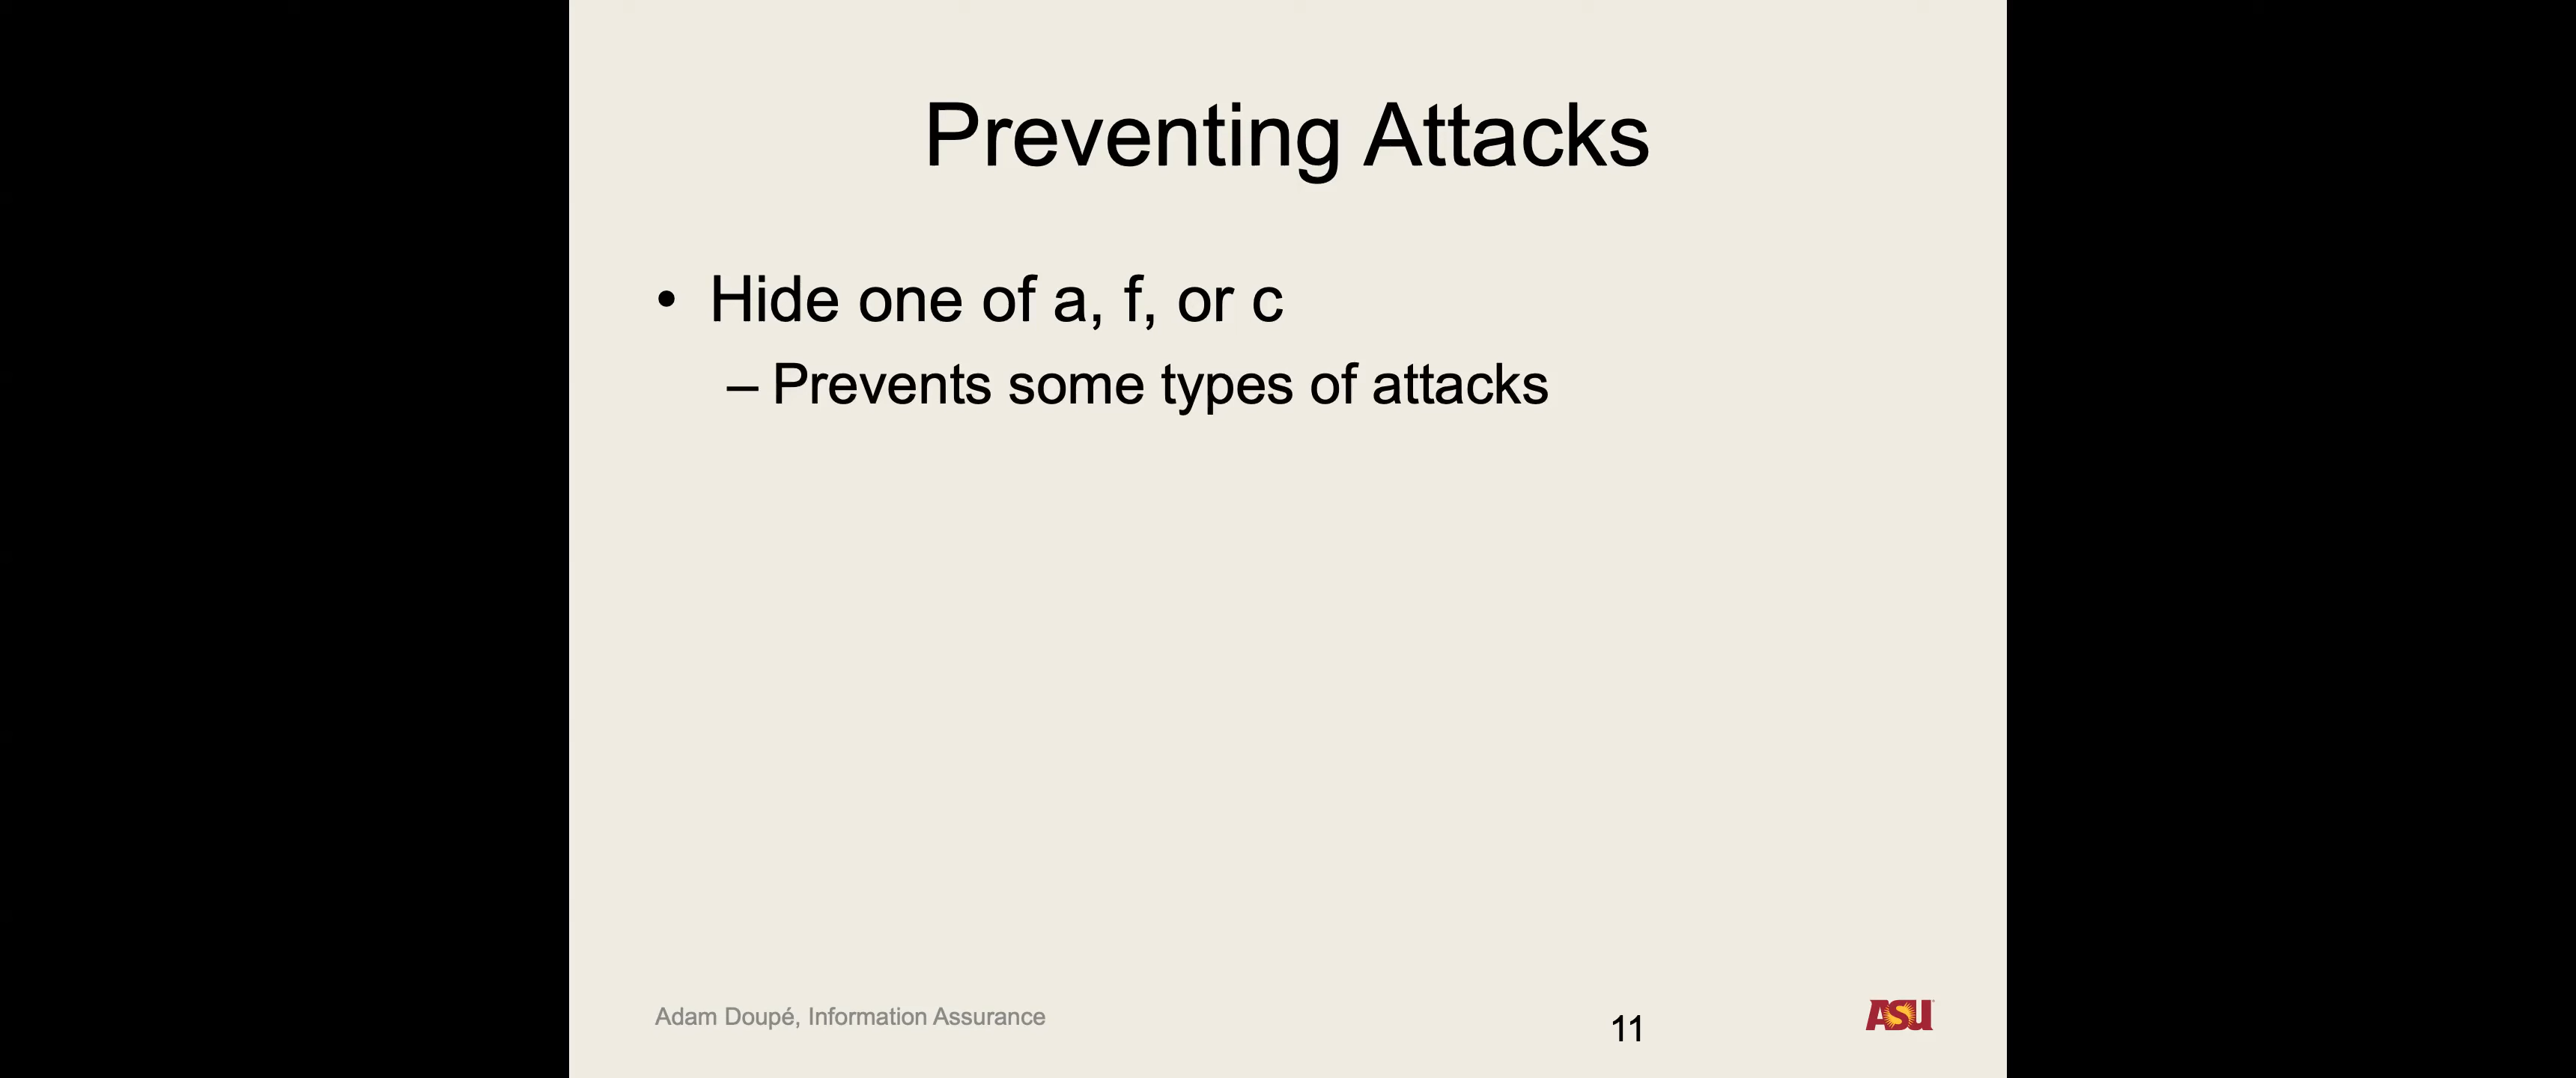 Preventing Attacks
• Hide one of a, f, or c
– Prevents some types of attacks
Adam Doupé, Information Assurance
11
ASU